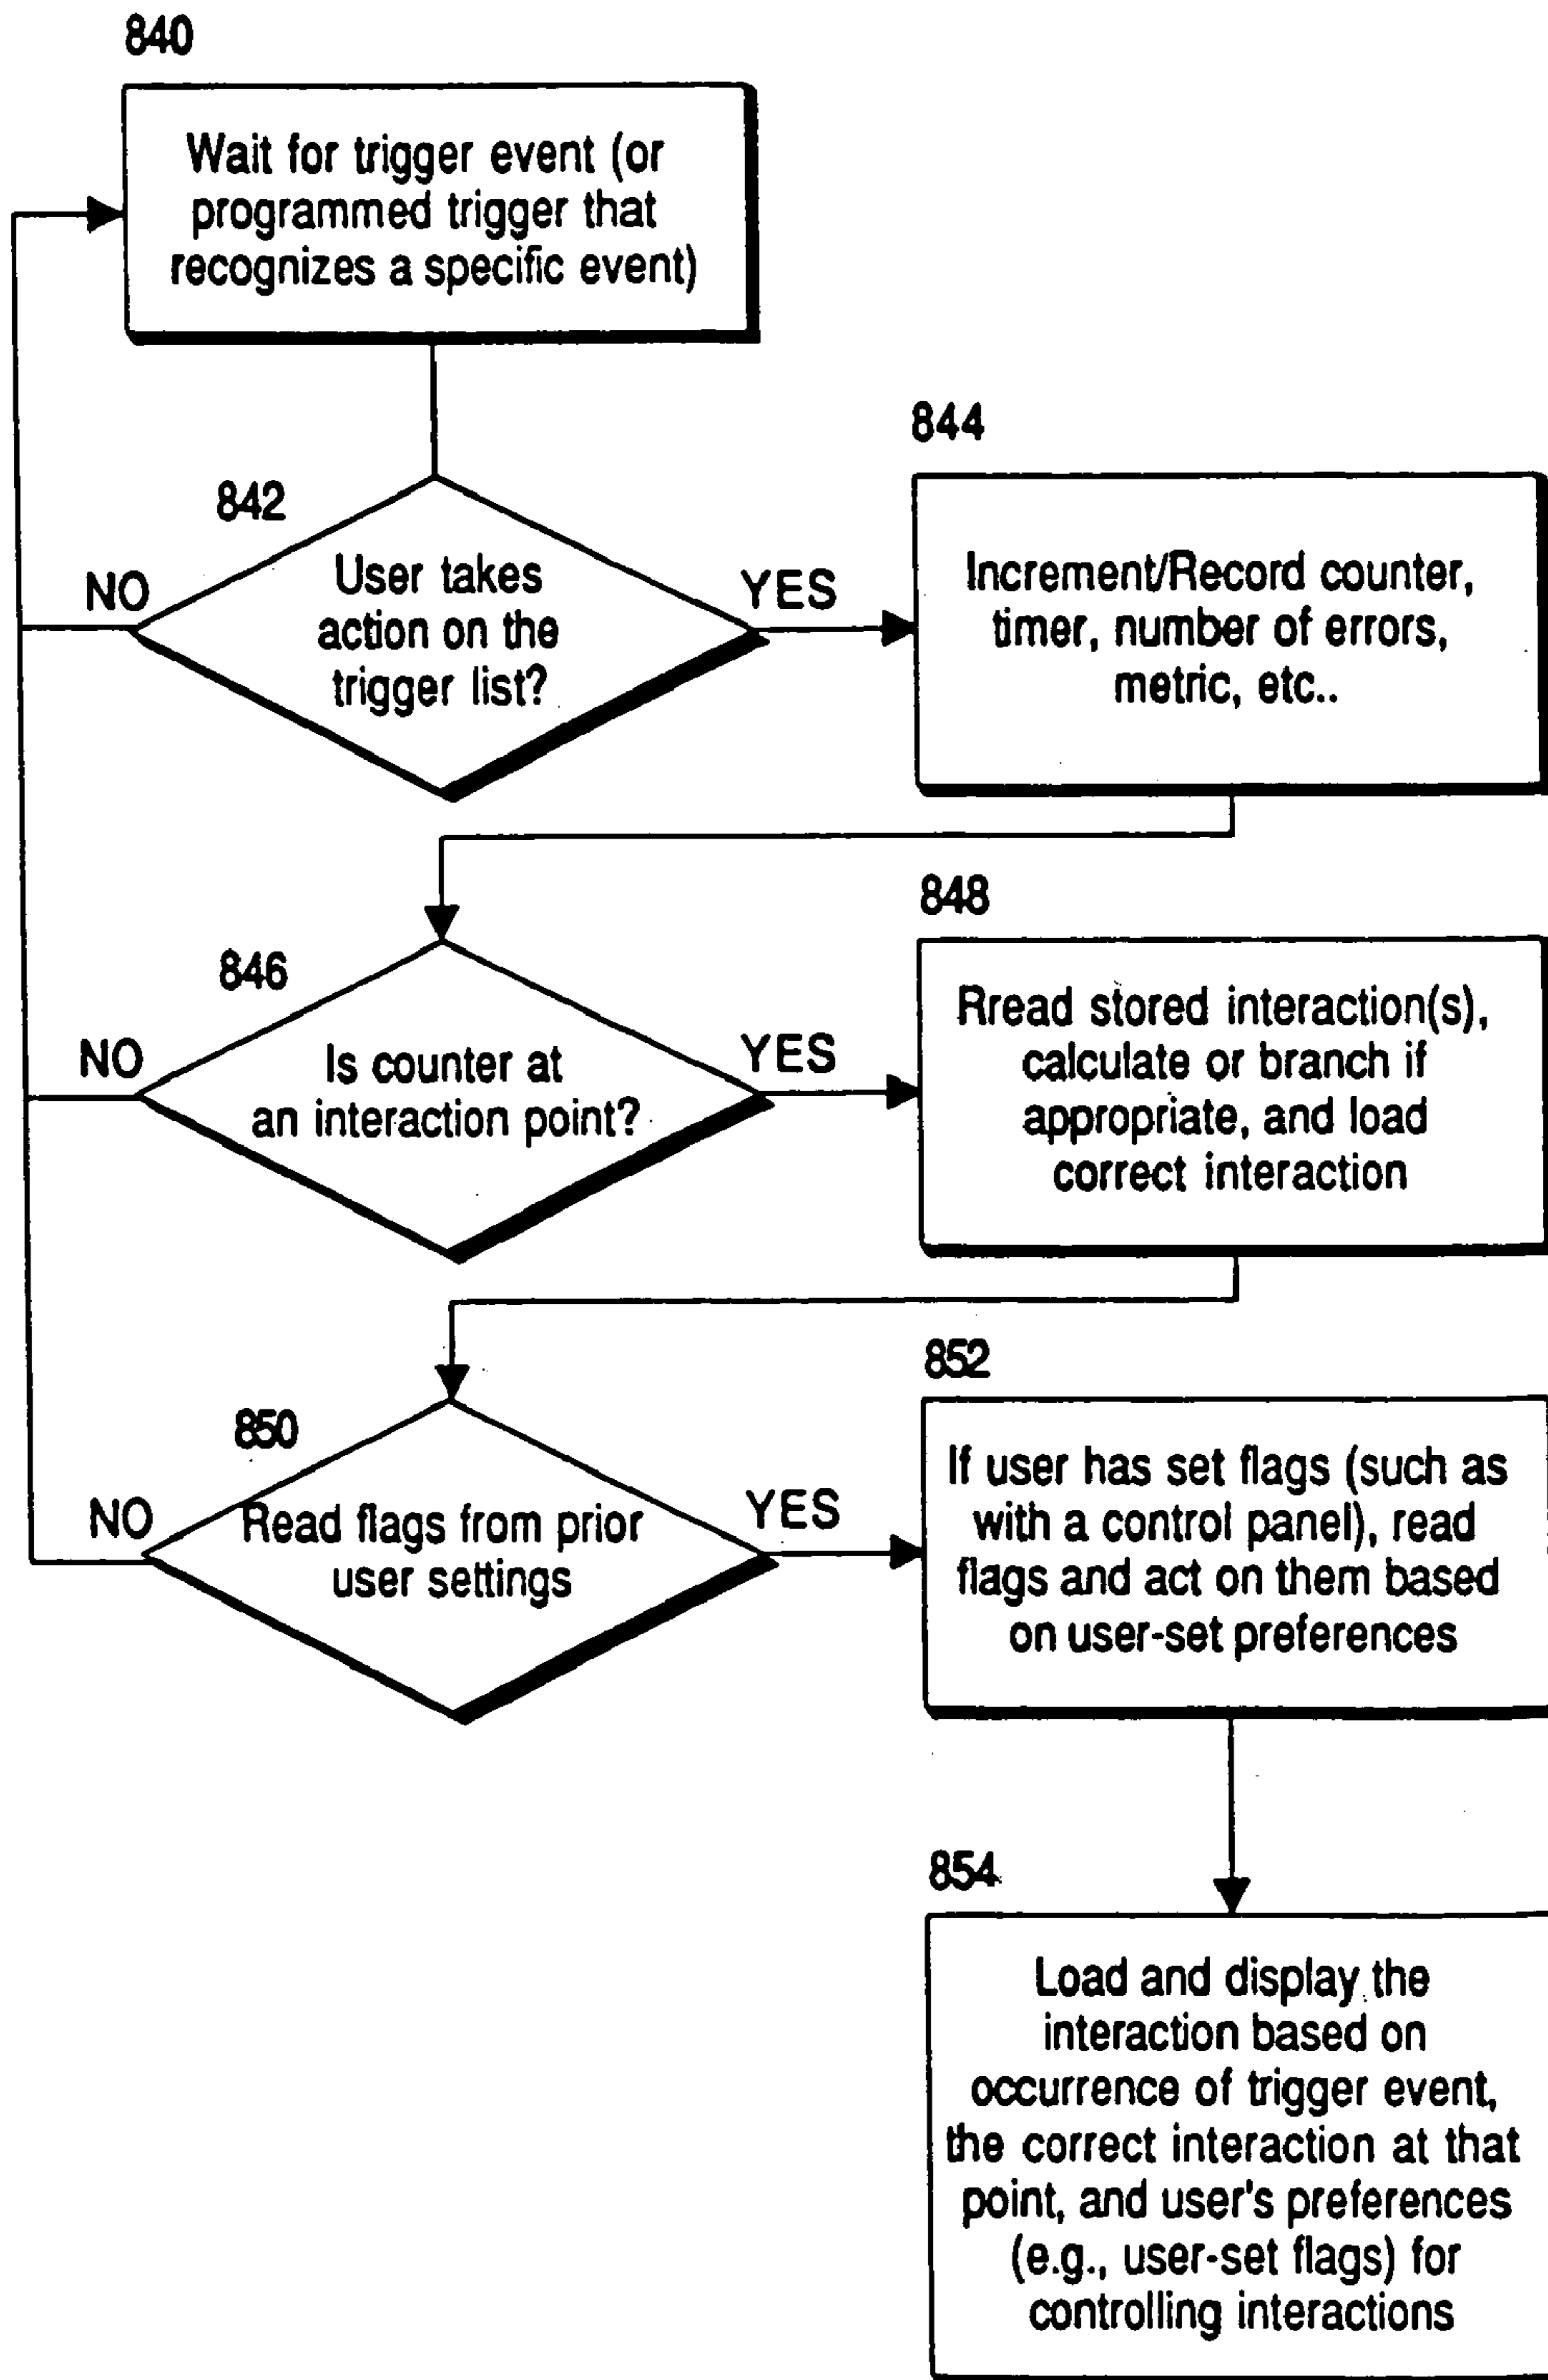 840
Wait for trigger event (or
programmed trigger that
recognizes a specific event)
842
User takes
action on the
trigger list?
NO
YES
844
Increment/Record counter,
timer, number of errors,
metric, etc..
846
Is counter at
an interaction point?
NO
YES
848
Rread stored interaction(s),
calculate or branch if
appropriate, and load
correct interaction
850
Read flags from prior
user settings
NO
YES
852
If user has set flags (such as
with a control panel), read
flags and act on them based
on user-set preferences
854
Load and display the
interaction based on
occurrence of trigger event,
the correct interaction at that
point, and user's preferences
(e.g., user-set flags) for
controlling interactions